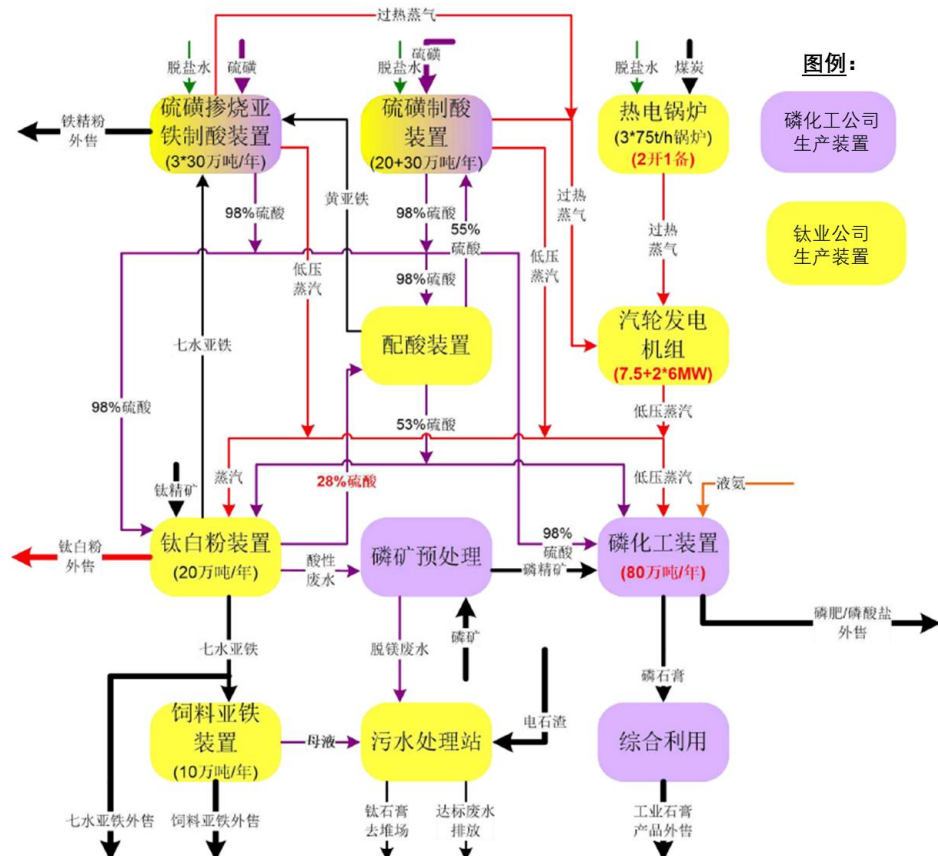 过热蒸气
脱盐水
硫磺
脱盐水
硫磺
脱盐水
煤炭
图例：
硫磺掺烧亚
铁制酸装置
(3*30万吨/年)
硫磺制酸
装置
(20+30万吨/年)
热电锅炉
(3*75t/h锅炉)
(2开1备)
磷化工公司
生产装置
铁精粉
外售
黄亚铁
98%硫酸
98%硫酸
55%
硫酸
过热
蒸气
过热
蒸气
钛业公司
生产装置
低压
蒸汽
98%硫酸
低压
蒸汽
七水亚铁
配酸装置
汽轮发电
机组
(7.5+2*6MW)
98%硫酸
53%硫酸
低压蒸汽
钛精矿
蒸汽
28%硫酸
低压蒸汽
液氨
钛白粉
外售
钛白粉装置
(20万吨/年)
酸性
废水
磷矿预处理
98%
硫酸
磷精矿
磷化工装置
(80万吨/年)
磷肥/磷酸盐
外售
七水亚铁
脱镁废水
磷矿
磷石膏
饲料亚铁
装置
(10万吨/年)
母液
污水处理站
电石渣
综合利用
七水亚铁外售
饲料亚铁外售
钛石膏
去堆场
达标废水
排放
工业石膏
产品外售